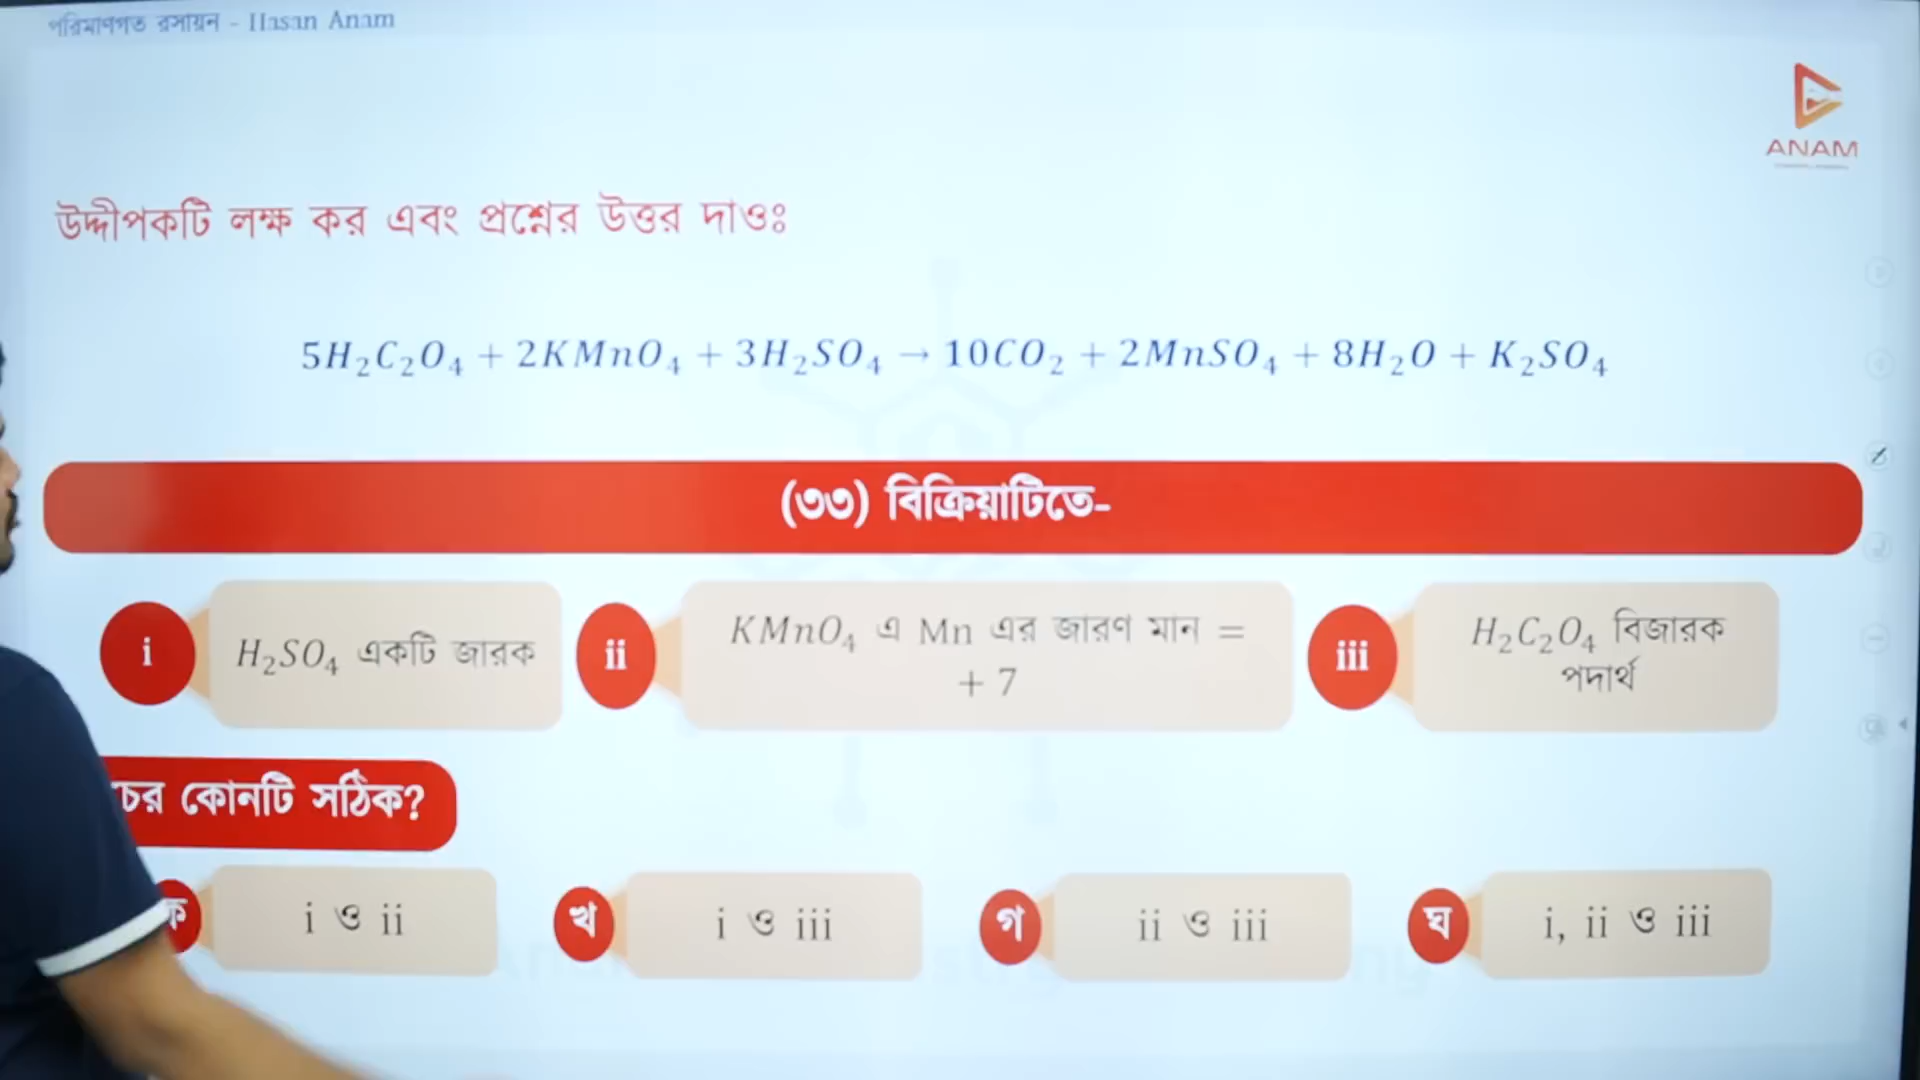 পরিমাণগত রসায়ন - Hasan Anam
ANAM
উদ্দীপকটি লক্ষ কর এবং প্রশ্নের উত্তর দাওঃ
5H₂C₂O₄ + 2KMnO₄ + 3H₂SO₄ → 10CO₂ + 2MnSO₄ + 8H₂O + K₂SO₄
(৩৩) বিক্রিয়াটিতে-
i H₂SO₄ একটি জারক
ii KMnO₄ এ Mn এর জারণ মান =
+ 7
iii H₂C₂O₄ বিজারক
পদার্থ
চের কোনটি সঠিক?
ক i ও ii
খ i ও iii
গ ii ও iii
ঘ i, ii ও iii